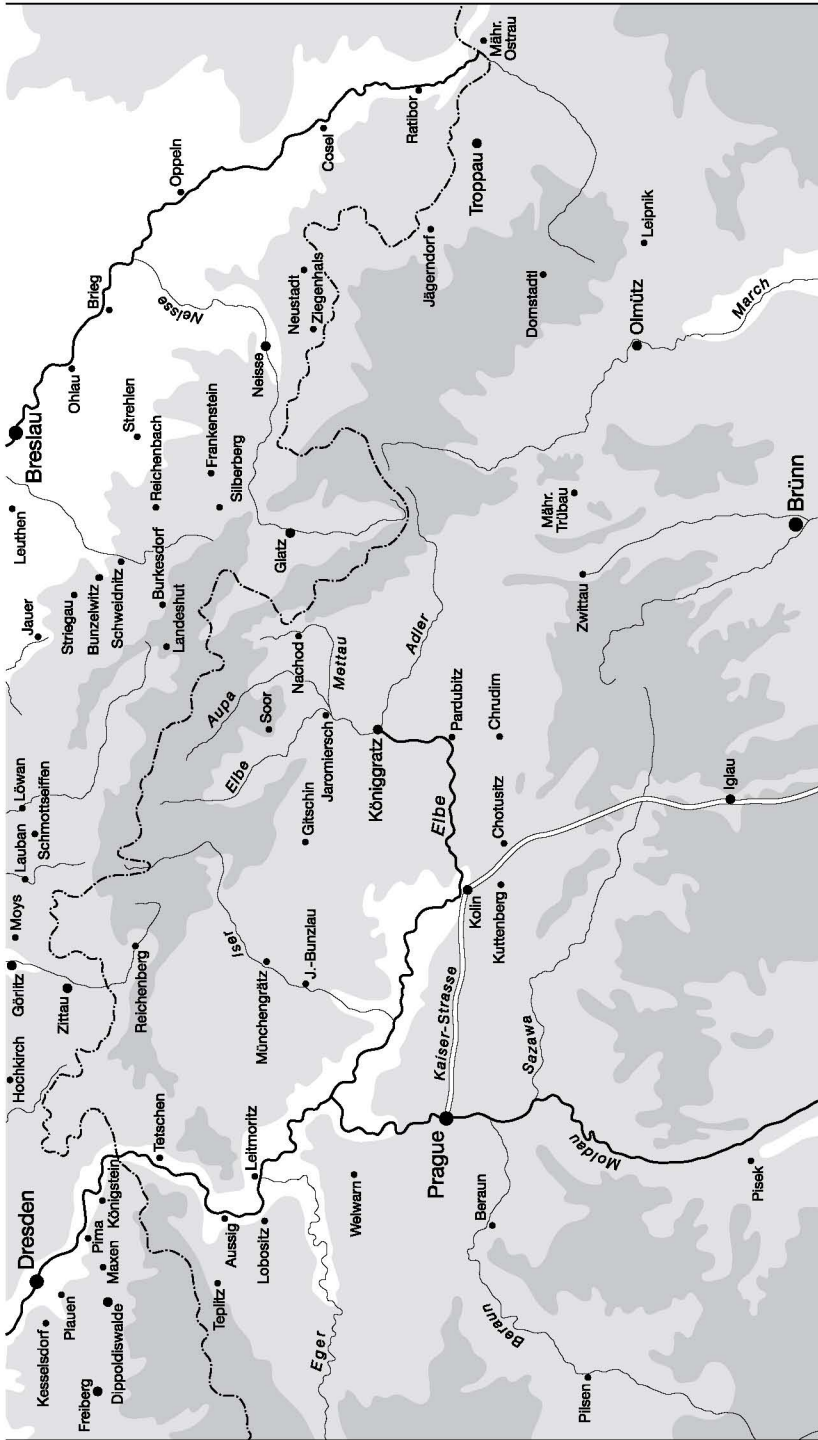 Kesselsdorf
Plauen
Freiberg
Dippoldiswalde
Dresden
Pirna
Maxen
Königstein
Hochkirch
Görlitz
Moys
Zittau
Lauban
Löwan
Schmottseiffen
Jauer
Striegau
Bunzelwitz
Schweidnitz
Burkesdorf
Landeshut
Leuthen
Breslau
Ohlau
Brieg
Strehlen
Reichenbach
Frankenstein
Silberberg
Oppeln
Neisse
Neisse
Neustadt
Ziegenhals
Cosel
Ratibor
Mähr.
Ostrau
Teplitz
Tetschen
Aussig
Leitmoritz
Lobositz
Eger
Reichenberg
Münchengrätz
Iser
J.-Bunzlau
Aupa
Elbe
Soor
Gitschin
Jaromiersch
Nachod
Mettau
Glatz
Adler
Königgratz
Jägerndorf
Troppau
Welwarn
Prague
Beraun
Beraun
Pilsen
Kaiser-Strasse
Kolin
Kuttenberg
Elbe
Pardubitz
Chotusitz
Chrudim
Sazawa
Moldau
Pisek
Iglau
Zwittau
Mähr.
Trübau
Brünn
Domstadtl
Leipnik
Olmütz
March